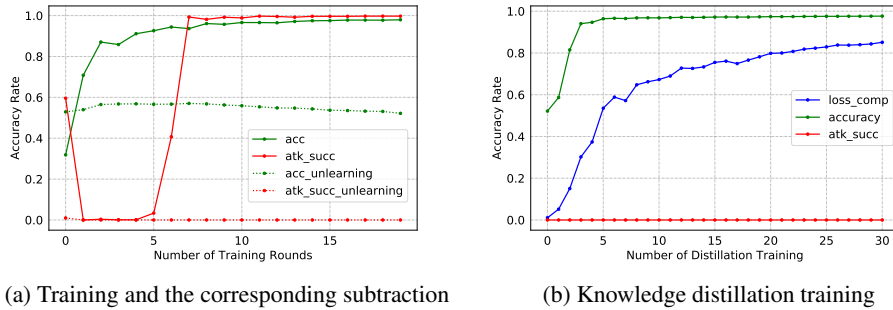 1.0
0.8
0.6
0.4
0.2
0.0
Accuracy Rate
acc
atk_succ
acc_unlearning
atk_succ_unlearning
0 5 10 15
Number of Training Rounds
(a) Training and the corresponding subtraction
1.0
0.8
0.6
0.4
0.2
0.0
Accuracy Rate
loss_comp
accuracy
atk_succ
0 5 10 15 20 25 30
Number of Distillation Training
(b) Knowledge distillation training